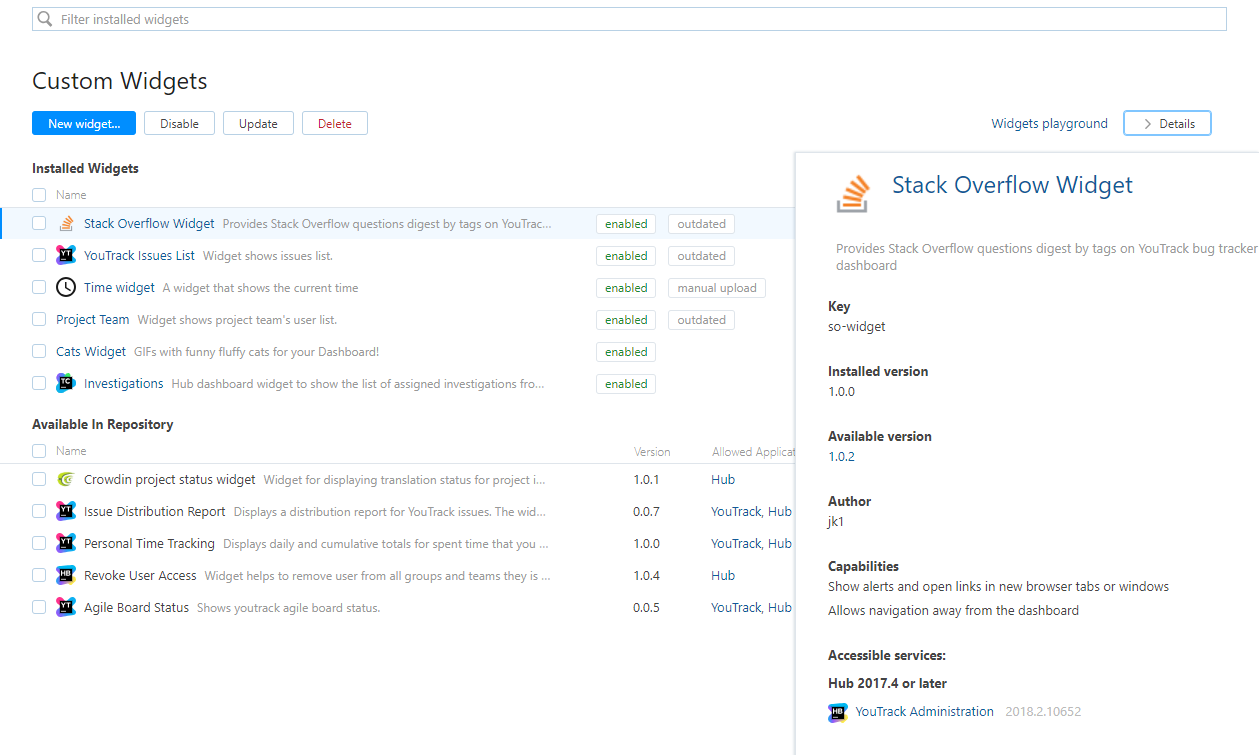 Filter installed widgets
Custom Widgets
New widget... Disable Update Delete Widgets playground Details
Installed Widgets
Name
Stack Overflow Widget Provides Stack Overflow questions digest by tags on YouTrac... enabled outdated
YouTrack Issues List Widget shows issues list. enabled outdated
Time widget A widget that shows the current time enabled manual upload
Project Team Widget shows project team's user list. enabled outdated
Cats Widget GIFs with funny fluffy cats for your Dashboard! enabled
Investigations Hub dashboard widget to show the list of assigned investigations fro... enabled
Available In Repository
Name Version Allowed Applicat
Crowdin project status widget Widget for displaying translation status for project i... 1.0.1 Hub
Issue Distribution Report Displays a distribution report for YouTrack issues. The wid... 0.0.7 YouTrack, Hub
Personal Time Tracking Displays daily and cumulative totals for spent time that you ... 1.0.0 YouTrack, Hub
Revoke User Access Widget helps to remove user from all groups and teams they is ... 1.0.4 Hub
Agile Board Status Shows youtrack agile board status. 0.0.5 YouTrack, Hub
Stack Overflow Widget
Provides Stack Overflow questions digest by tags on YouTrack bug tracker
dashboard
Key
so-widget
Installed version
1.0.0
Available version
1.0.2
Author
jk1
Capabilities
Show alerts and open links in new browser tabs or windows
Allows navigation away from the dashboard
Accessible services:
Hub 2017.4 or later
YouTrack Administration 2018.2.10652